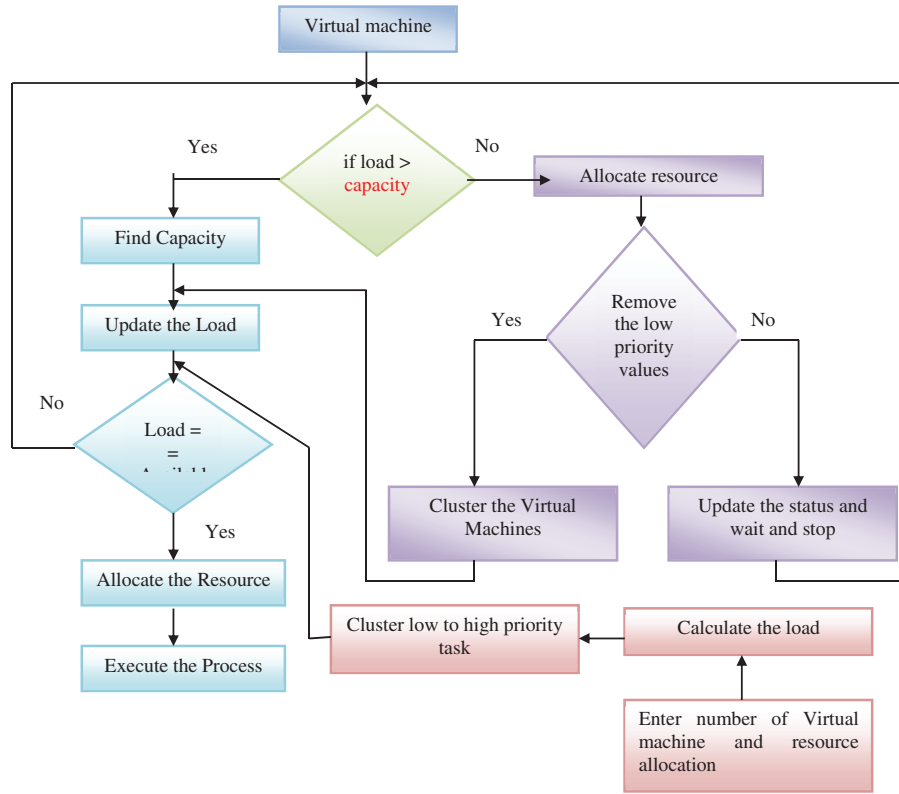 Virtual machine
Yes
No
if load >
capacity
Allocate resource
Find Capacity
Update the Load
Remove
the low
priority
values
Yes
No
No
Load =
=
Cluster the Virtual
Machines
Update the status and
wait and stop
Yes
Allocate the Resource
Execute the Process
Cluster low to high priority
task
Calculate the load
Enter number of Virtual
machine and resource
allocation